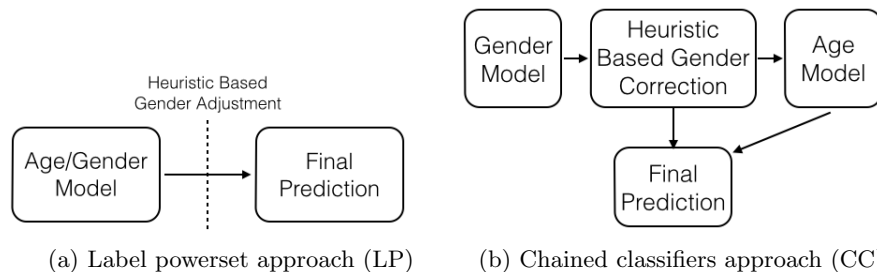 Heuristic Based
Gender Adjustment
Age/Gender
Model
Final
Prediction
(a) Label powerset approach (LP)
Gender
Model
Heuristic
Based Gender
Correction
Age
Model
Final
Prediction
(b) Chained classifiers approach (CC